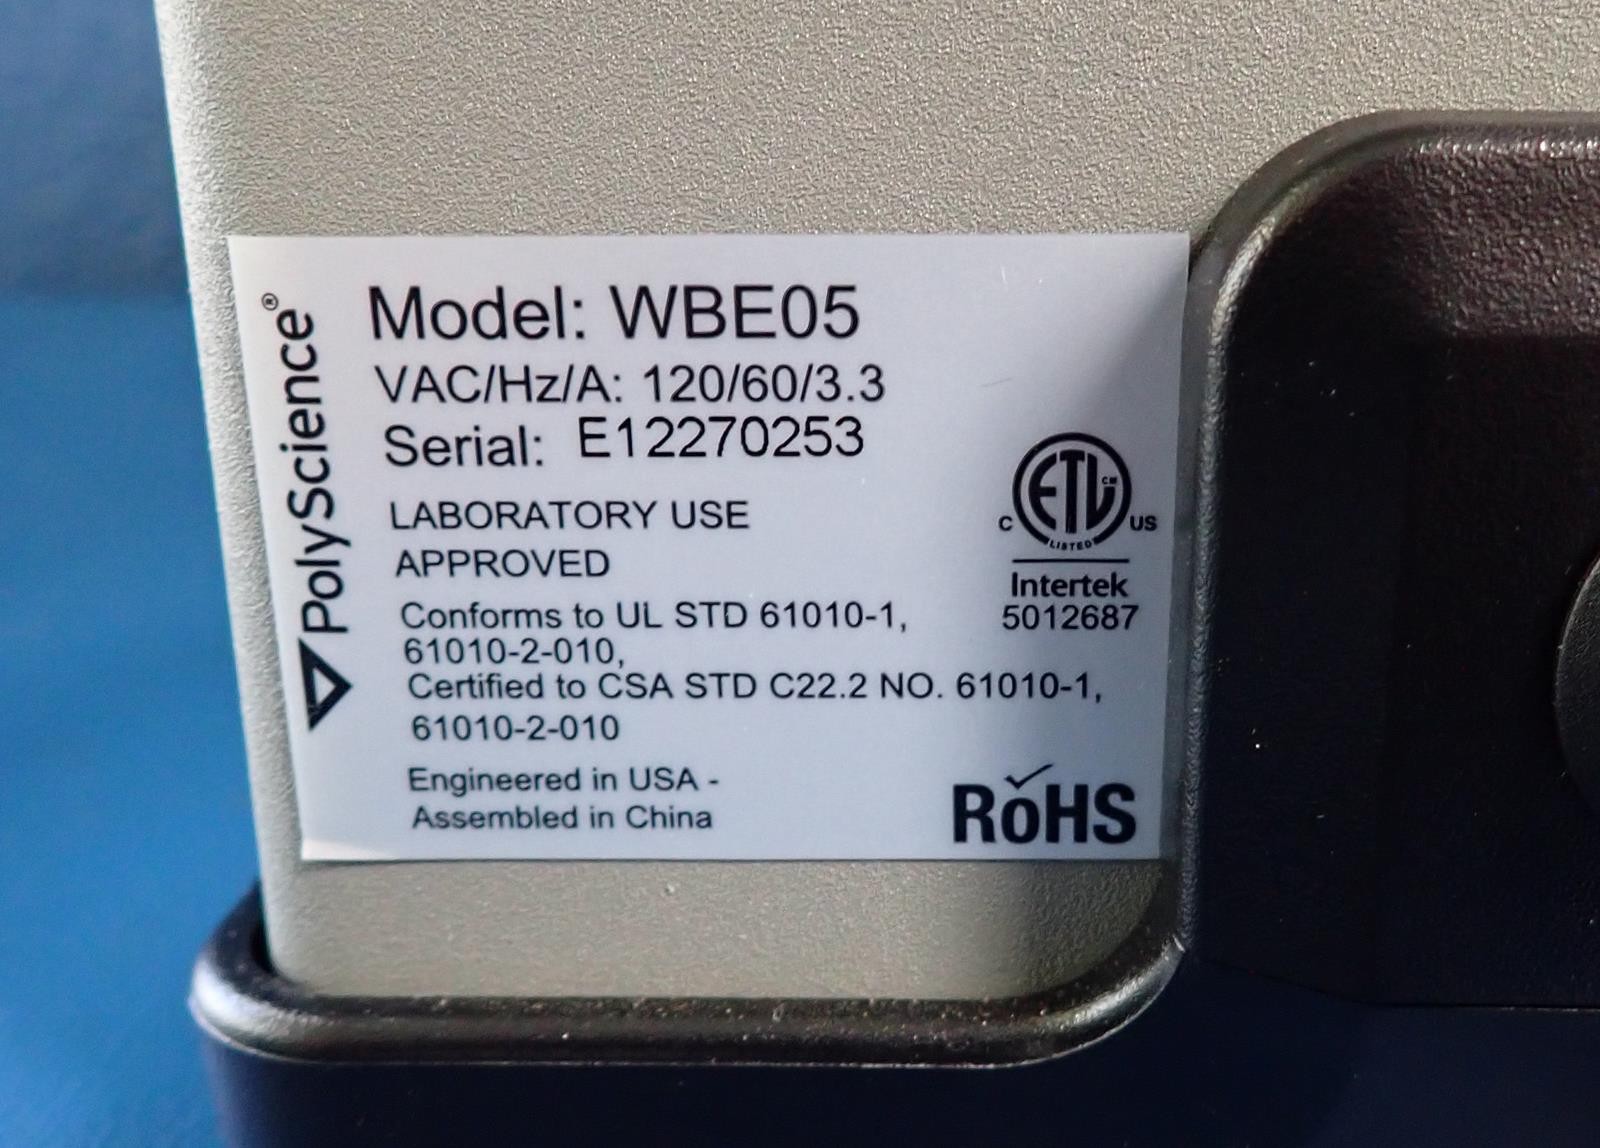 PolyScience®
Model: WBE05
VAC/Hz/A: 120/60/3.3
Serial: E12270253
LABORATORY USE
APPROVED
Conforms to UL STD 61010-1,
61010-2-010,
Certified to CSA STD C22.2 NO. 61010-1,
61010-2-010
Engineered in USA -
Assembled in China
ETL CM
C US
LISTED
Intertek
5012687
RoHS